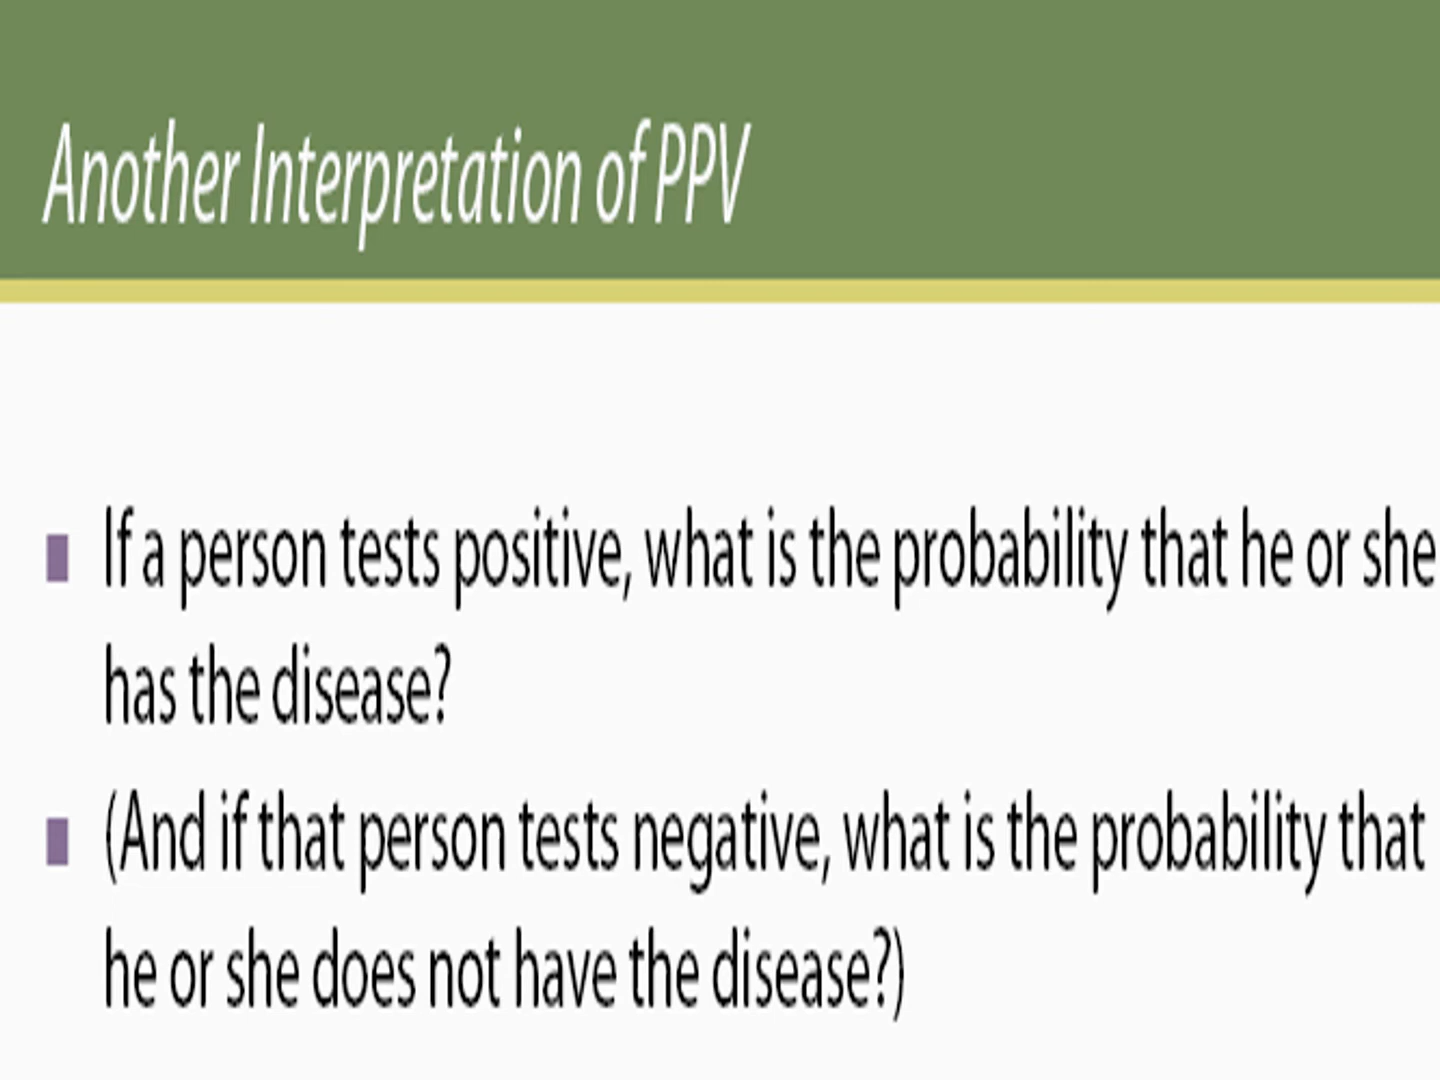 Another Interpretation of PPV
If a person tests positive, what is the probability that he or she
has the disease?
(And if that person tests negative, what is the probability that
he or she does not have the disease?)